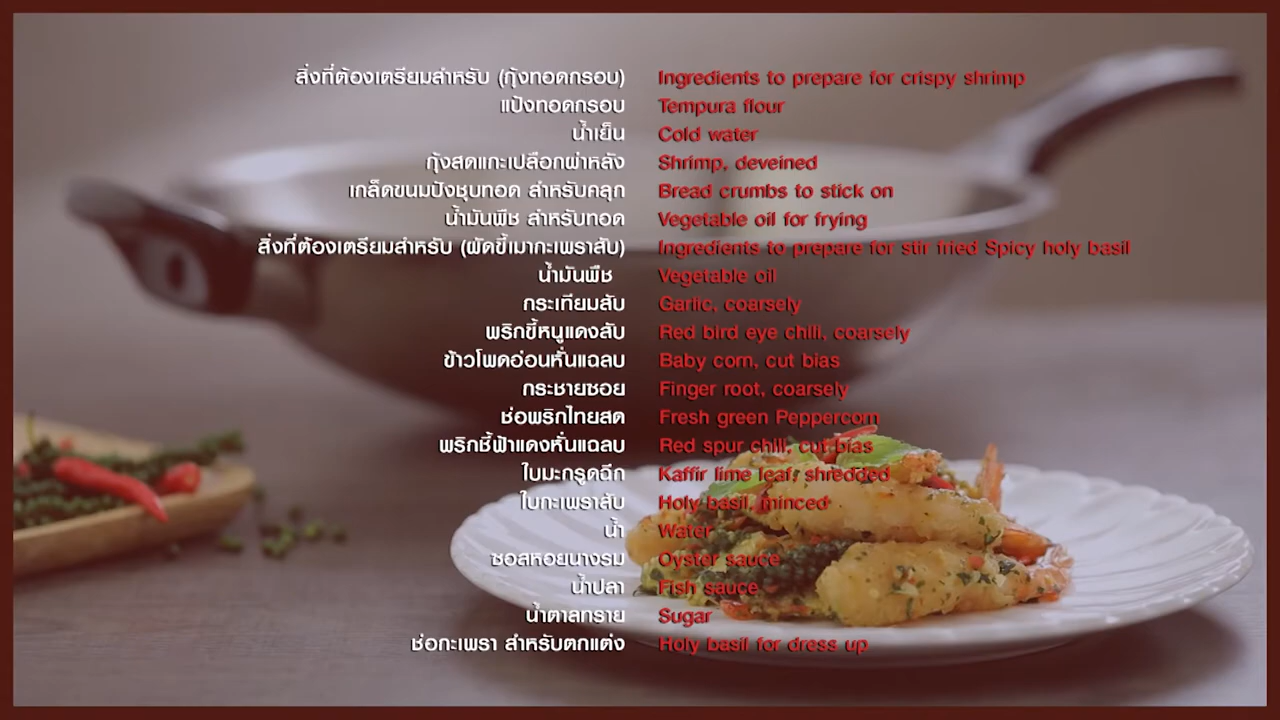 สิ่งที่ต้องเตรียมสำหรับ (กุ้งทอดกรอบ) Ingredients to prepare for crispy shrimp
แป้งทอดกรอบ Tempura flour
น้ำเย็น Cold water
กุ้งสดแกะเปลือกผ่าหลัง Shrimp, deveined
เกล็ดขนมปังชุบทอด สำหรับคลุก Bread crumbs to stick on
น้ำมันพืช สำหรับทอด Vegetable oil for frying
สิ่งที่ต้องเตรียมสำหรับ (ผัดขี้เมากะเพราสับ) Ingredients to prepare for stir fried Spicy holy basil
น้ำมันพืช Vegetable oil
กระเทียมสับ Garlic, coarsely
พริกขี้หนูแดงสับ Red bird eye chili, coarsely
ข้าวโพดอ่อนหั่นแฉลบ Baby corn, cut bias
กระชายซอย Finger root, coarsely
ช่อพริกไทยสด Fresh green Peppercorn
พริกชี้ฟ้าแดงหั่นแฉลบ Red spur chili, cut bias
ใบมะกรูดฉีก Kaffir lime leaf, shredded
ใบกะเพราสับ Holy basil, minced
น้ำ Water
ซอสหอยนางรม Oyster sauce
น้ำปลา Fish sauce
น้ำตาลทราย Sugar
ช่อกะเพรา สำหรับตกแต่ง Holy basil for dress up